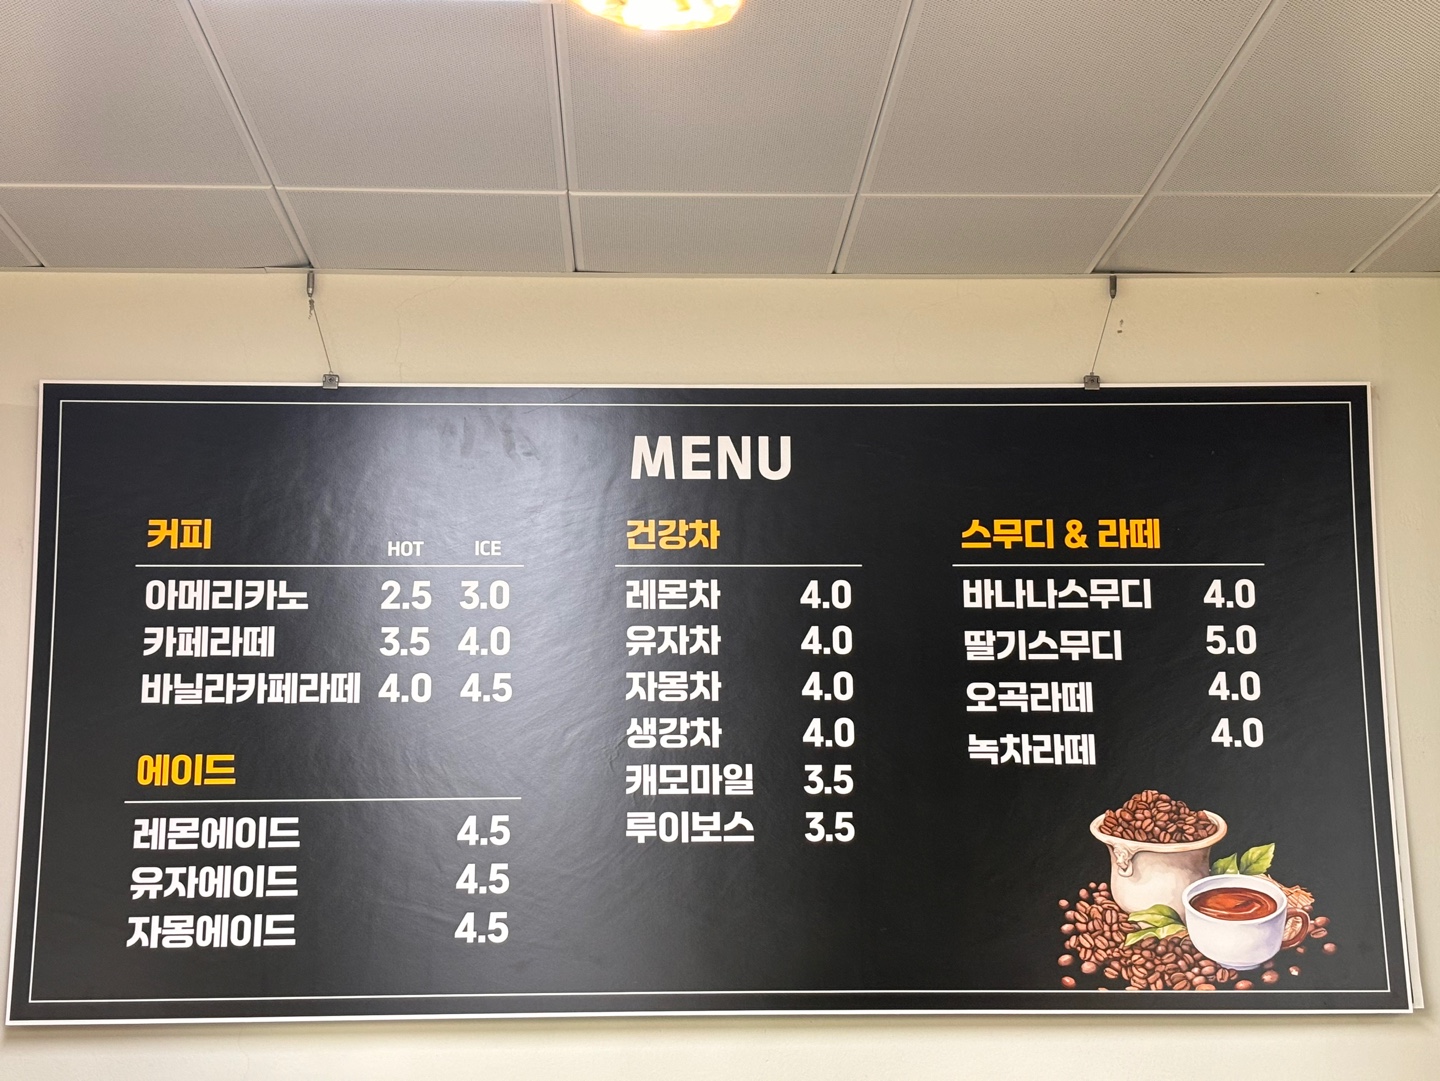 MENU
커피 HOT ICE
아메리카노 2.5 3.0
카페라떼 3.5 4.0
바닐라카페라떼 4.0 4.5
에이드
레몬에이드 4.5
유자에이드 4.5
자몽에이드 4.5
건강차
레몬차 4.0
유자차 4.0
자몽차 4.0
생강차 4.0
캐모마일 3.5
루이보스 3.5
스무디 & 라떼
바나나스무디 4.0
딸기스무디 5.0
오곡라떼 4.0
녹차라떼 4.0